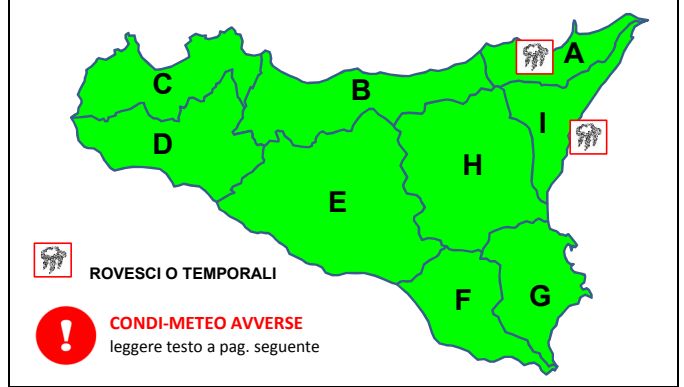 A
C
B
I
D
H
E
ROVESCI O TEMPORALI
F
G
CONDI-METEO AVVERSE
leggere testo a pag. seguente